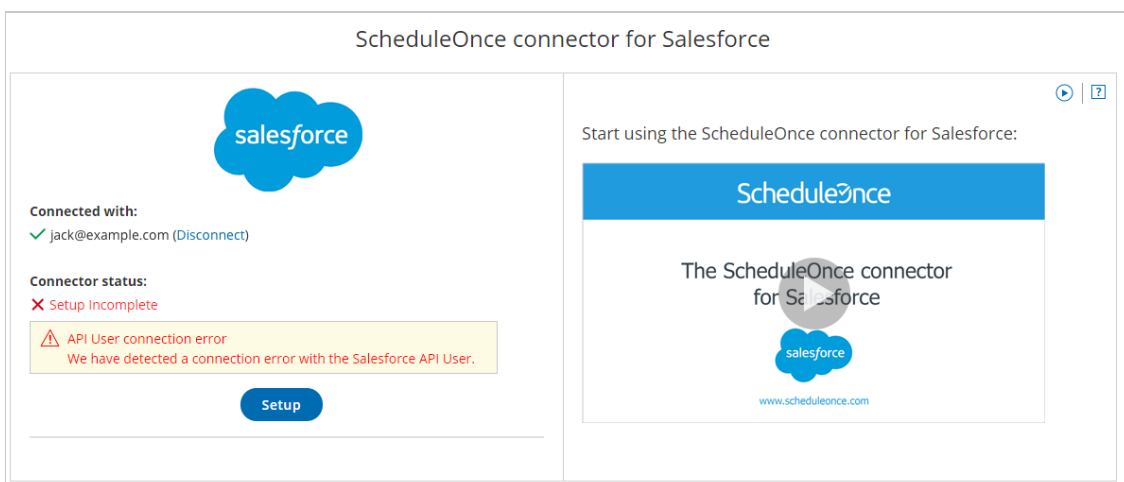 ScheduleOnce connector for Salesforce
salesforce
Connected with:
jack@example.com (Disconnect)
Connector status:
Setup Incomplete
API User connection error
We have detected a connection error with the Salesforce API User.
Setup
?
Start using the ScheduleOnce connector for Salesforce:
ScheduleOnce
The ScheduleOnce connector
for Salesforce
salesforce
www.scheduleonce.com